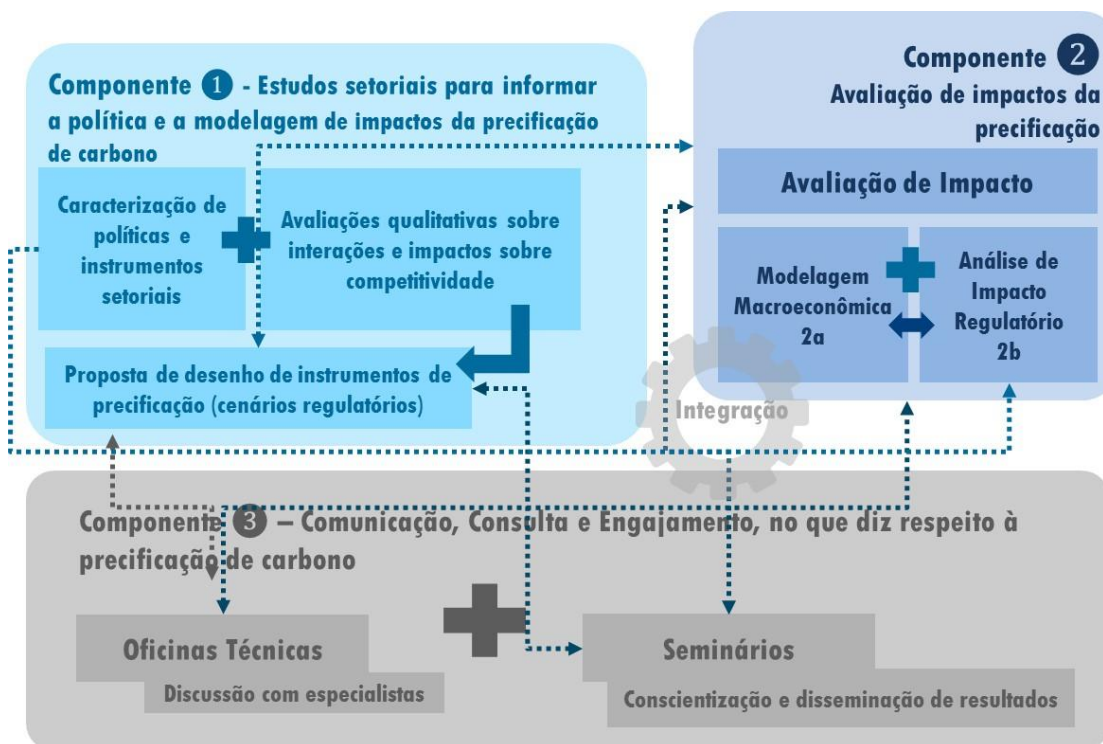 Componente 1 - Estudos setoriais para informar
a política e a modelagem de impactos da precificação
de carbono
Caracterização de
políticas e
instrumentos
setoriais
Avaliações qualitativas sobre
interações e impactos sobre
competitividade
Proposta de desenho de instrumentos de
precificação (cenários regulatórios)
Componente 2
Avaliação de impactos da
precificação
Avaliação de Impacto
Modelagem
Macroeconômica
2a
Análise de
Impacto
Regulatório
2b
Integração
Componente 3 – Comunicação, Consulta e Engajamento, no que diz respeito à
precificação de carbono
Oficinas Técnicas
Discussão com especialistas
Seminários
Conscientização e disseminação de resultados